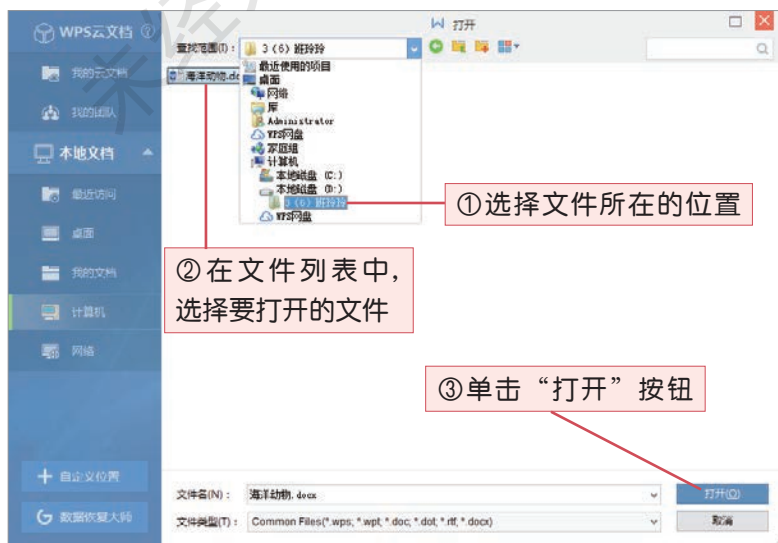 未经
WPS云文档
我的云文档
我的团队
本地文档
最近访问
桌面
我的文档
计算机
网络
自定义位置
数据恢复大师
打开
查找范围(I)：
3 (6) 班玲玲
海洋动物.do
最近使用的项目
桌面
网络
库
Administrator
WPS网盘
家庭组
计算机
本地磁盘 (C:)
本地磁盘 (D:)
3 (6) 班玲玲
WPS网盘
①选择文件所在的位置
②在文件列表中，
选择要打开的文件
③单击“打开”按钮
文件名(N)：
海洋动物.docx
打开(O)
文件类型(T)：
Common Files(*.wps; *.wpt; *.doc; *.dot; *.rtf; *.docx)
取消